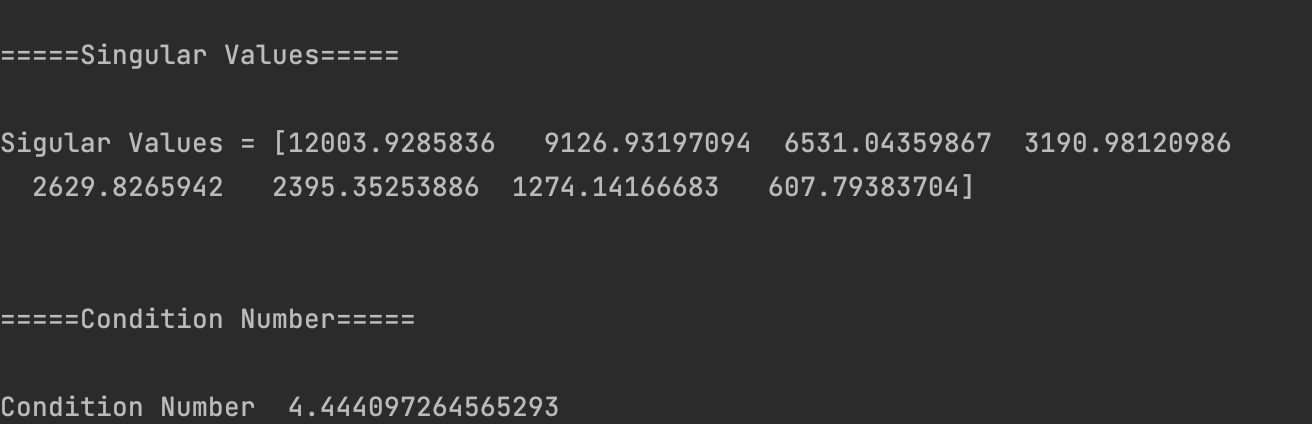 =====Singular Values=====
Sigular Values = [12003.9285836   9126.93197094  6531.04359867  3190.98120986
  2629.8265942   2395.35253886  1274.14166683   607.79383704]
=====Condition Number=====
Condition Number  4.444097264565293